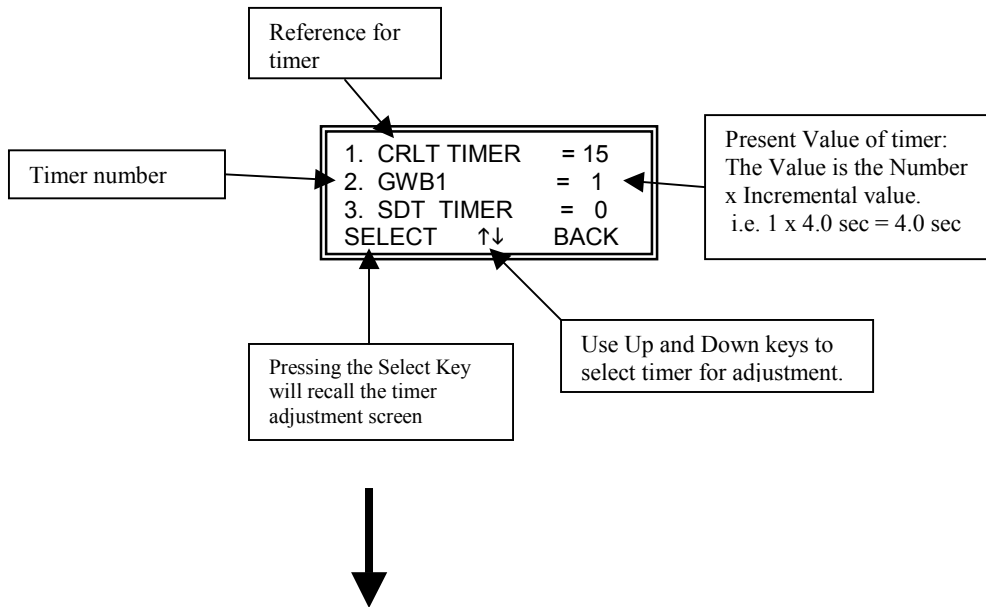 Reference for
timer
1. CRLT TIMER = 15
2. GWB1 = 1
3. SDT TIMER = 0
SELECT ↑↓ BACK
Timer number
Present Value of timer:
The Value is the Number
x Incremental value.
i.e. 1 x 4.0 sec = 4.0 sec
Pressing the Select Key
will recall the timer
adjustment screen
Use Up and Down keys to
select timer for adjustment.